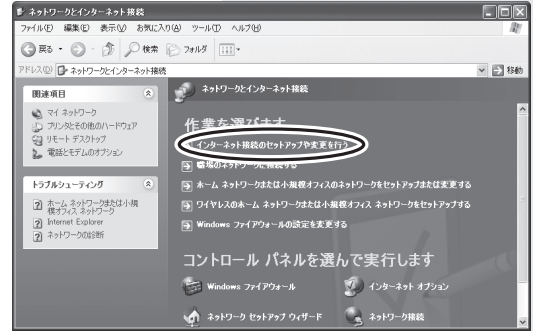 ネットワークとインターネット接続
ファイル(F) 編集(E) 表示(V) お気に入り(A) ツール(T) ヘルプ(H)
戻る 検索 フォルダ
アドレス(D) ネットワークとインターネット接続 移動
関連項目
マイ ネットワーク
プリンタとその他のハードウェア
リモート デスクトップ
電話とモデムのオプション
トラブルシューティング
ホーム ネットワークまたは小規
模オフィス ネットワーク
Internet Explorer
ネットワークの診断
ネットワークとインターネット接続
作業を選びます
インターネット接続のセットアップや変更を行う
職場のネットワークに接続する
ホーム ネットワークまたは小規模オフィスのネットワークをセットアップまたは変更する
ワイヤレスのホーム ネットワークまたは小規模オフィス ネットワークをセットアップする
Windows ファイアウォールの設定を変更する
コントロール パネルを選んで実行します
Windows ファイアウォール インターネット オプション
ネットワーク セットアップ ウィザード ネットワーク接続